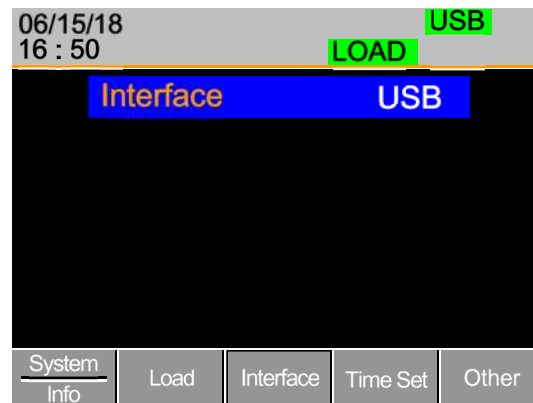 06/15/18 USB
16 : 50 LOAD
Interface USB
System Load Interface Time Set Other
Info